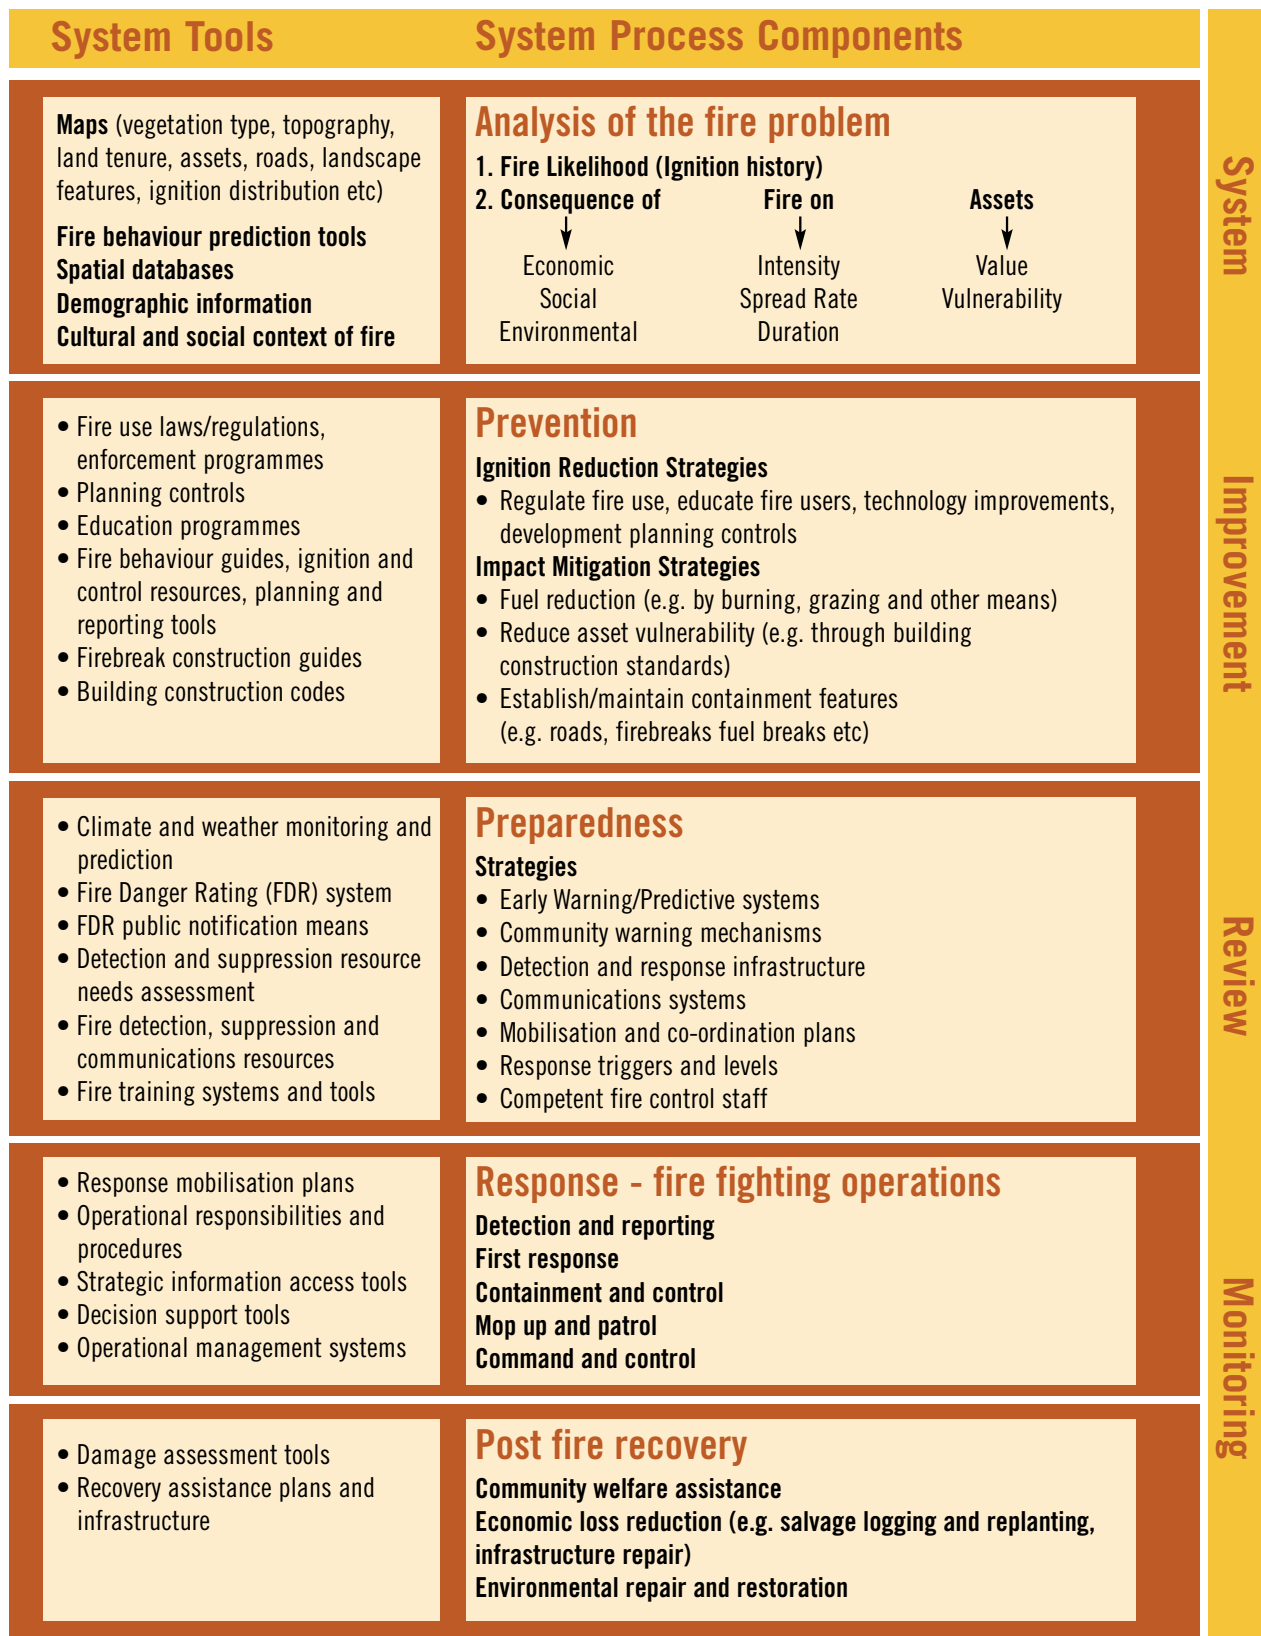 System Tools
System Process Components
Maps (vegetation type, topography,
land tenure, assets, roads, landscape
features, ignition distribution etc)
Fire behaviour prediction tools
Spatial databases
Demographic information
Cultural and social context of fire
Analysis of the fire problem
1. Fire Likelihood (Ignition history)
2. Consequence of Fire on Assets
Economic Intensity Value
Social Spread Rate Vulnerability
Environmental Duration
• Fire use laws/regulations,
enforcement programmes
• Planning controls
• Education programmes
• Fire behaviour guides, ignition and
control resources, planning and
reporting tools
• Firebreak construction guides
• Building construction codes
Prevention
Ignition Reduction Strategies
• Regulate fire use, educate fire users, technology improvements,
development planning controls
Impact Mitigation Strategies
• Fuel reduction (e.g. by burning, grazing and other means)
• Reduce asset vulnerability (e.g. through building
construction standards)
• Establish/maintain containment features
(e.g. roads, firebreaks fuel breaks etc)
• Climate and weather monitoring and
prediction
• Fire Danger Rating (FDR) system
• FDR public notification means
• Detection and suppression resource
needs assessment
• Fire detection, suppression and
communications resources
• Fire training systems and tools
Preparedness
Strategies
• Early Warning/Predictive systems
• Community warning mechanisms
• Detection and response infrastructure
• Communications systems
• Mobilisation and co-ordination plans
• Response triggers and levels
• Competent fire control staff
• Response mobilisation plans
• Operational responsibilities and
procedures
• Strategic information access tools
• Decision support tools
• Operational management systems
Response - fire fighting operations
Detection and reporting
First response
Containment and control
Mop up and patrol
Command and control
• Damage assessment tools
• Recovery assistance plans and
infrastructure
Post fire recovery
Community welfare assistance
Economic loss reduction (e.g. salvage logging and replanting,
infrastructure repair)
Environmental repair and restoration
System Improvement Review Monitoring